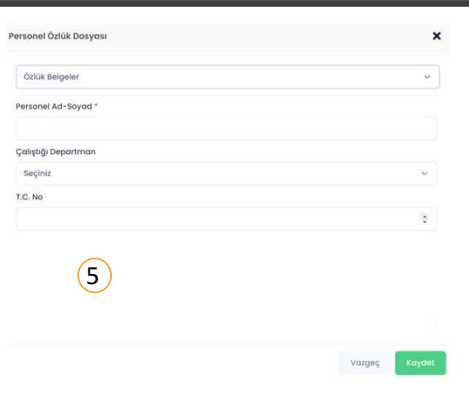 Personel Özlük Dosyası
Özlük Belgeler
Personel Ad-Soyad *
Çalıştığı Departman
Seçiniz
T.C. No
5
Vazgeç Kaydet